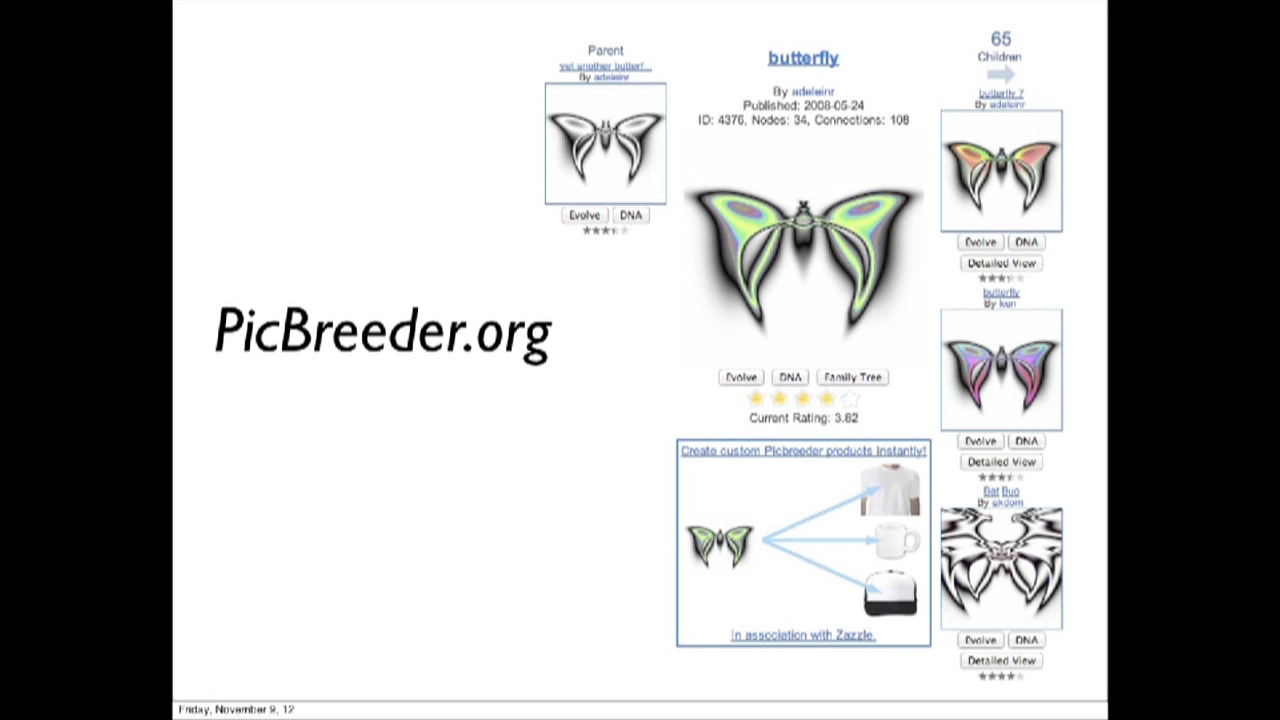 PicBreeder.org
Parent
yet another butterf...
By adeleinr
Evolve DNA
butterfly
By adeleinr
Published: 2008-05-24
ID: 4376, Nodes: 34, Connections: 108
Evolve DNA Family Tree
Current Rating: 3.82
Create custom Picbreeder products instantly!
In association with Zazzle.
65
Children
butterfly 7
By adeleinr
Evolve DNA
Detailed View
butterfly
By ken
Evolve DNA
Detailed View
Bat Bug
By akdom
Evolve DNA
Detailed View
Friday, November 9, 12